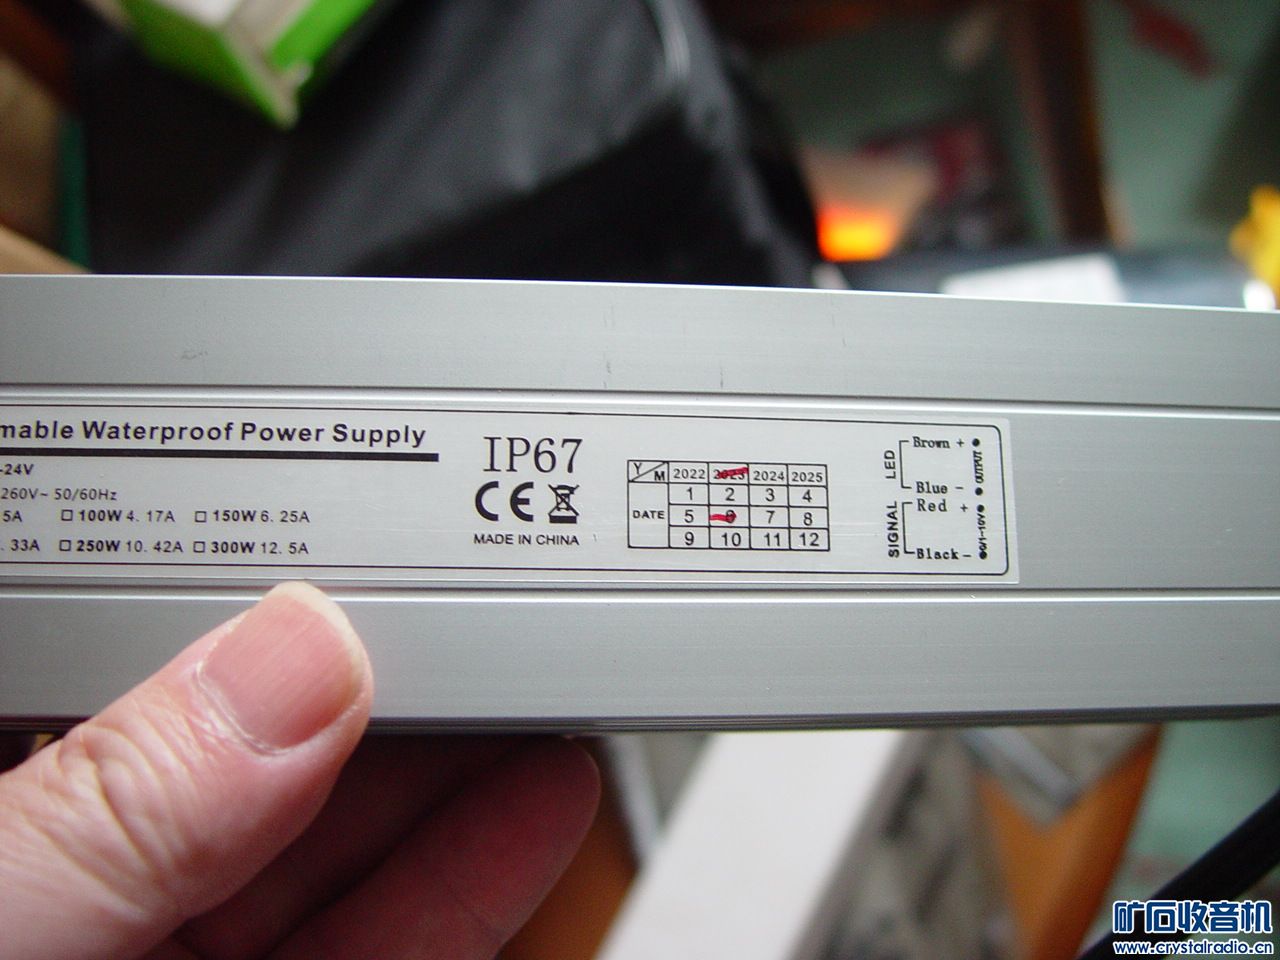 mable Waterproof Power Supply
-24V
260V~ 50/60Hz
5A □ 100W 4.17A □ 150W 6.25A
.33A □ 250W 10.42A □ 300W 12.5A
IP67
CE
MADE IN CHINA
Y M 2022 2023 2024 2025
DATE
1 2 3 4
5 6 7 8
9 10 11 12
LED
Brown +
Blue -
OUTPUT
SIGNAL
Red +
Black -
0/1-10V
矿石收音机
www.crystalradio.cn